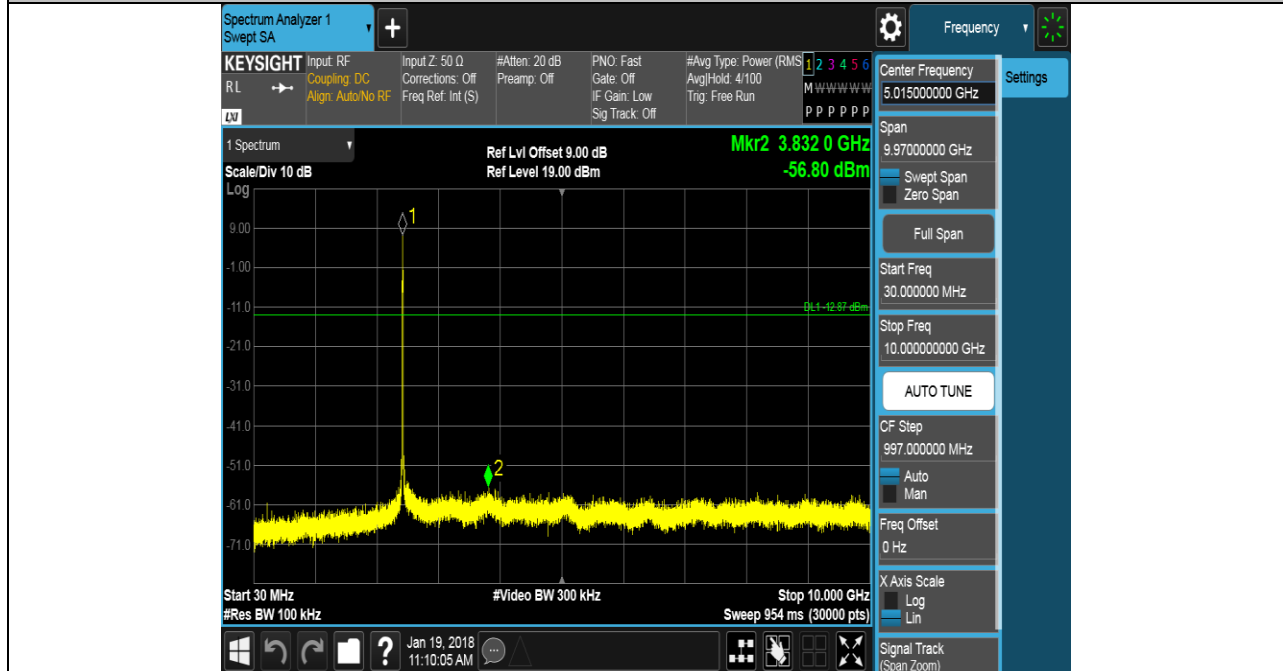 Spectrum Analyzer 1
Swept SA
+
Frequency
KEYSIGHT Input: RF Input Z: 50 Ω #Atten: 20 dB PNO: Fast #Avg Type: Power (RMS 1 2 3 4 5 6
RL Coupling: DC Corrections: Off Preamp: Off Gate: Off Avg|Hold: 4/100 M W W W W W
Align: Auto/No RF Freq Ref: Int (S) IF Gain: Low Trig: Free Run
LXI Sig Track: Off P P P P P P
1 Spectrum
Scale/Div 10 dB
Ref Lvl Offset 9.00 dB
Ref Level 19.00 dBm
Mkr2 3.832 0 GHz
-56.80 dBm
Log
1
9.00
-1.00
-11.0
DL1 -12.87 dBm
-21.0
-31.0
-41.0
-51.0
2
-61.0
-71.0
Start 30 MHz #Video BW 300 kHz Stop 10.000 GHz
#Res BW 100 kHz Sweep 954 ms (30000 pts)
? Jan 19, 2018
11:10:05 AM
Center Frequency
5.015000000 GHz
Settings
Span
9.97000000 GHz
Swept Span
Zero Span
Full Span
Start Freq
30.000000 MHz
Stop Freq
10.000000000 GHz
AUTO TUNE
CF Step
997.000000 MHz
Auto
Man
Freq Offset
0 Hz
X Axis Scale
Log
Lin
Signal Track
(Span Zoom)